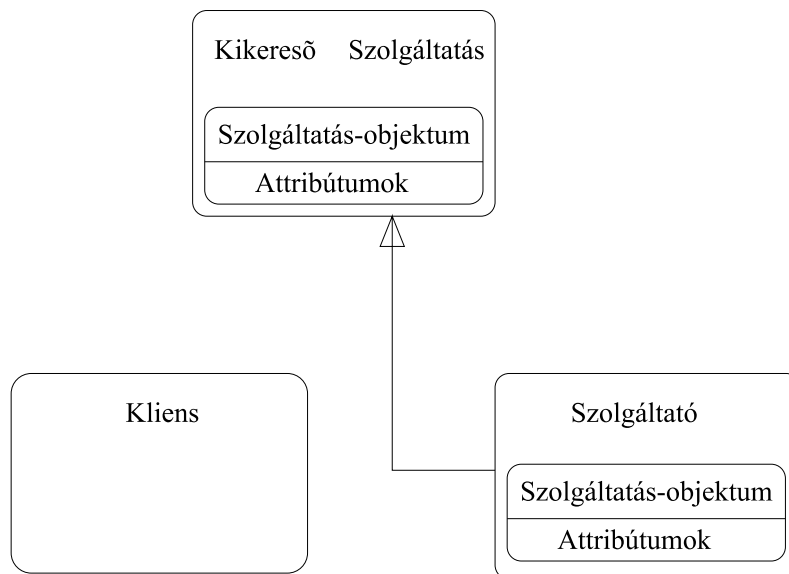 Kikeresõ Szolgáltatás
Szolgáltatás-objektum
Attribútumok
Kliens
Szolgáltató
Szolgáltatás-objektum
Attribútumok